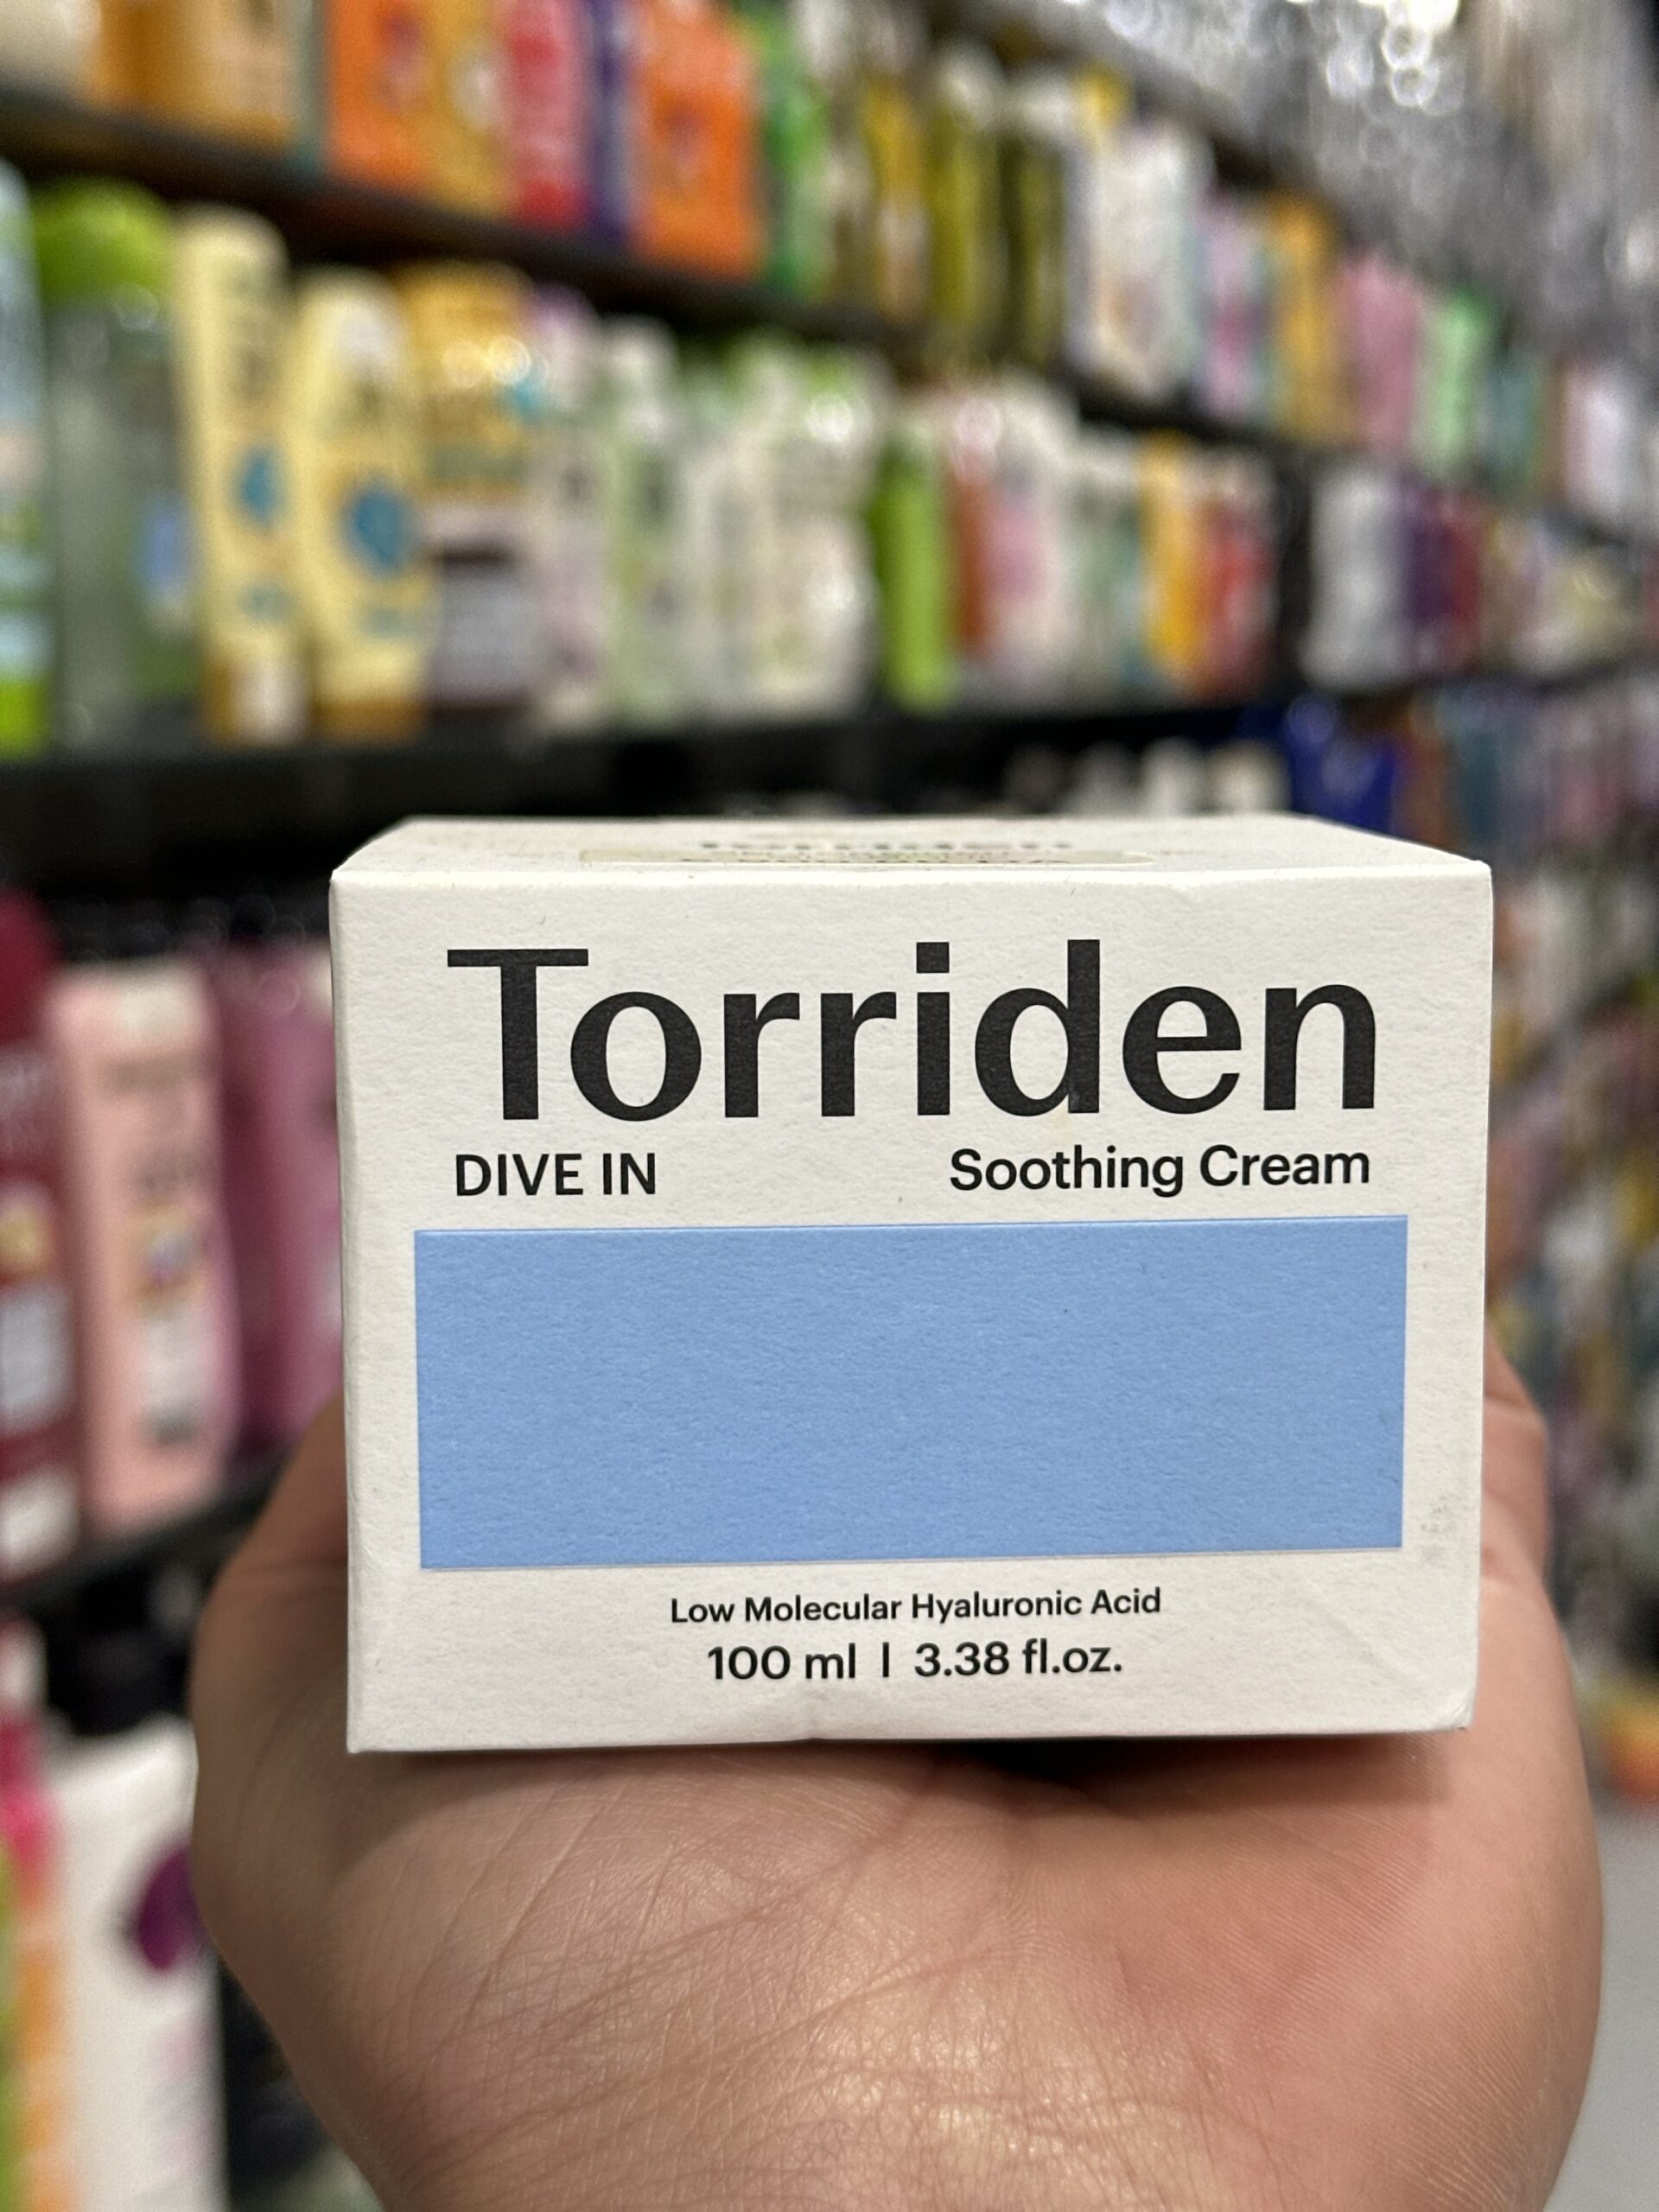 Torriden
DIVE IN Soothing Cream
Low Molecular Hyaluronic Acid
100 ml | 3.38 fl.oz.